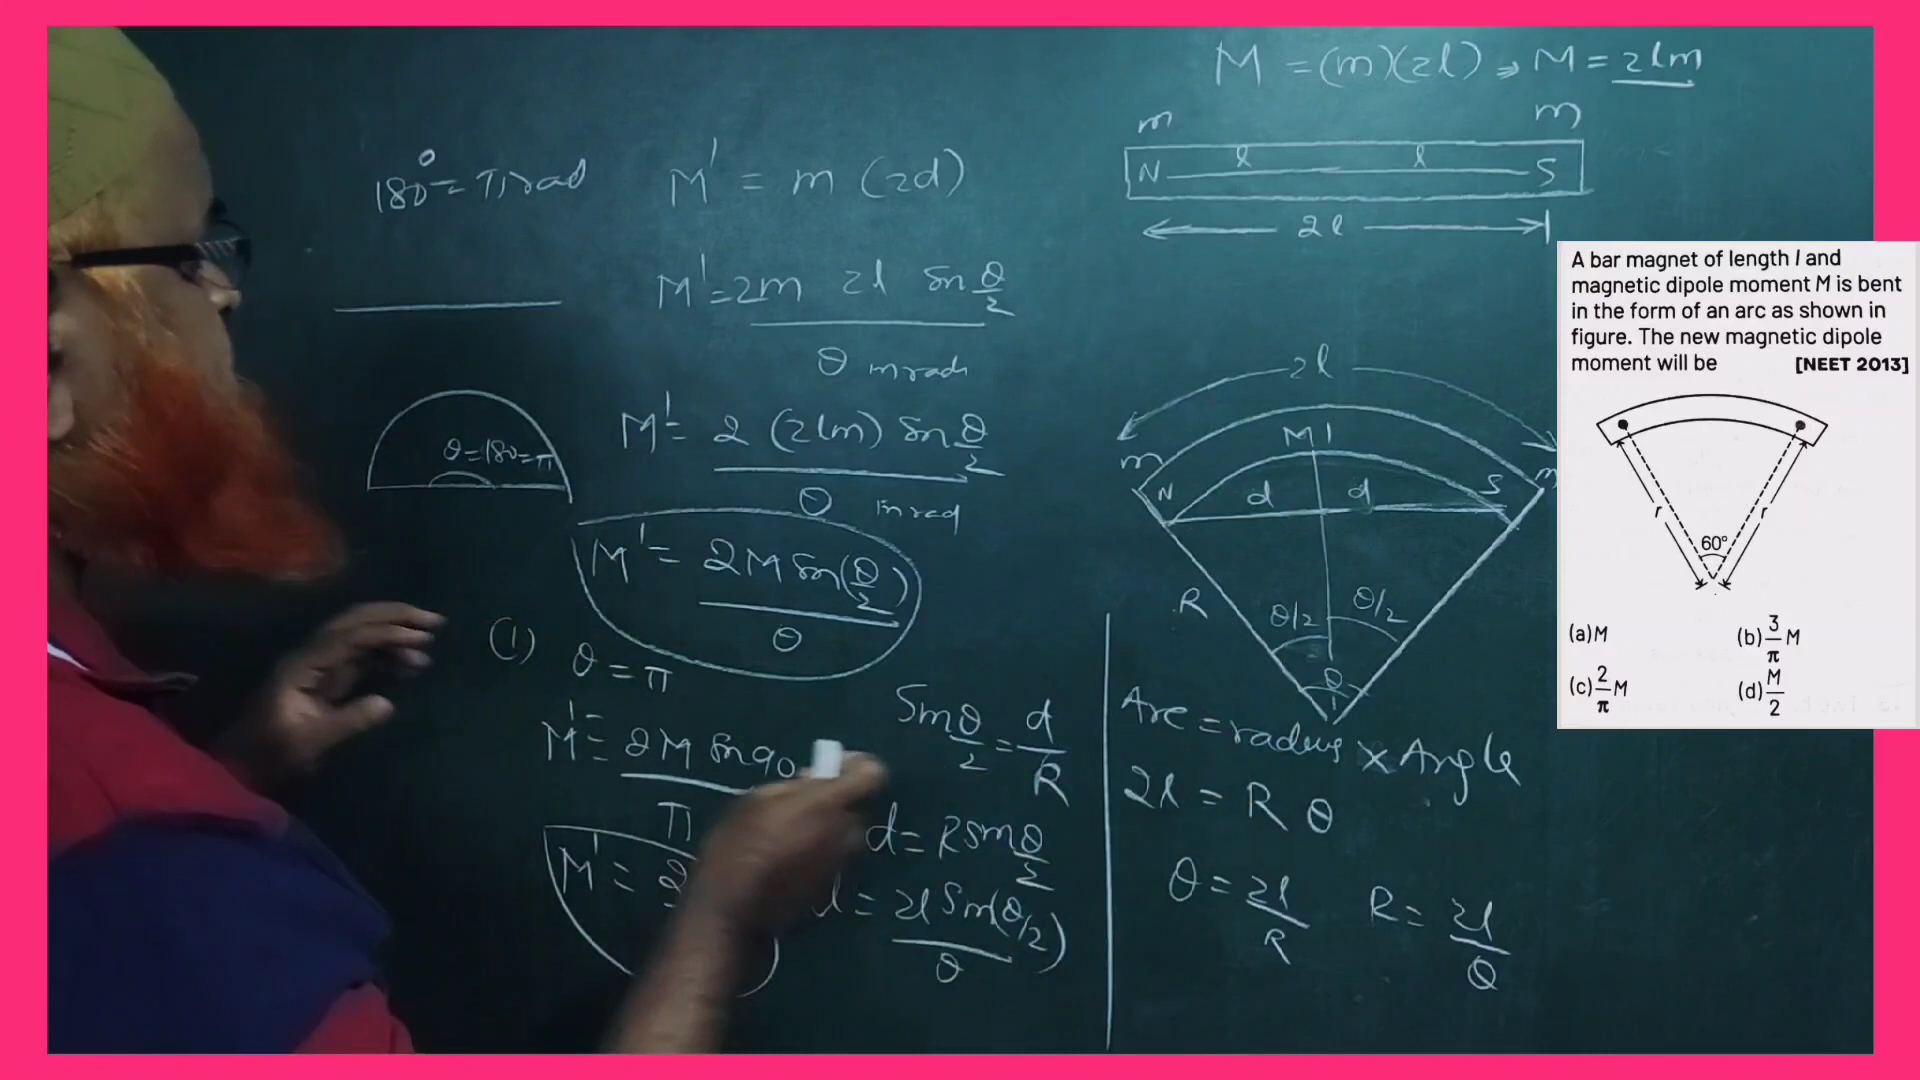 M = (m)(2l) ⇒ M = 2lm
m m
N l l S
2l
180° = π rad
M' = m (2d)
M' = 2m 2l sin θ/2
θ in rad
M' = 2 (2lm) sin θ/2
θ in rad
M' = 2M sin(θ/2)
θ
θ = 180 = π
(1) θ = π
M' = 2M sin 90
π
M' = 2
2l
M'
m N d d S m
R θ/2 θ/2
θ
Sin θ/2 = d/R
d = R sin θ/2
= 2l Sin(θ/2)
θ
Arc = radius × Angle
2l = R θ
θ = 2l/R R = 2l/θ
A bar magnet of length l and
magnetic dipole moment M is bent
in the form of an arc as shown in
figure. The new magnetic dipole
moment will be [NEET 2013]
r r
60°
(a) M (b) 3/π M
(c) 2/π M (d) M/2